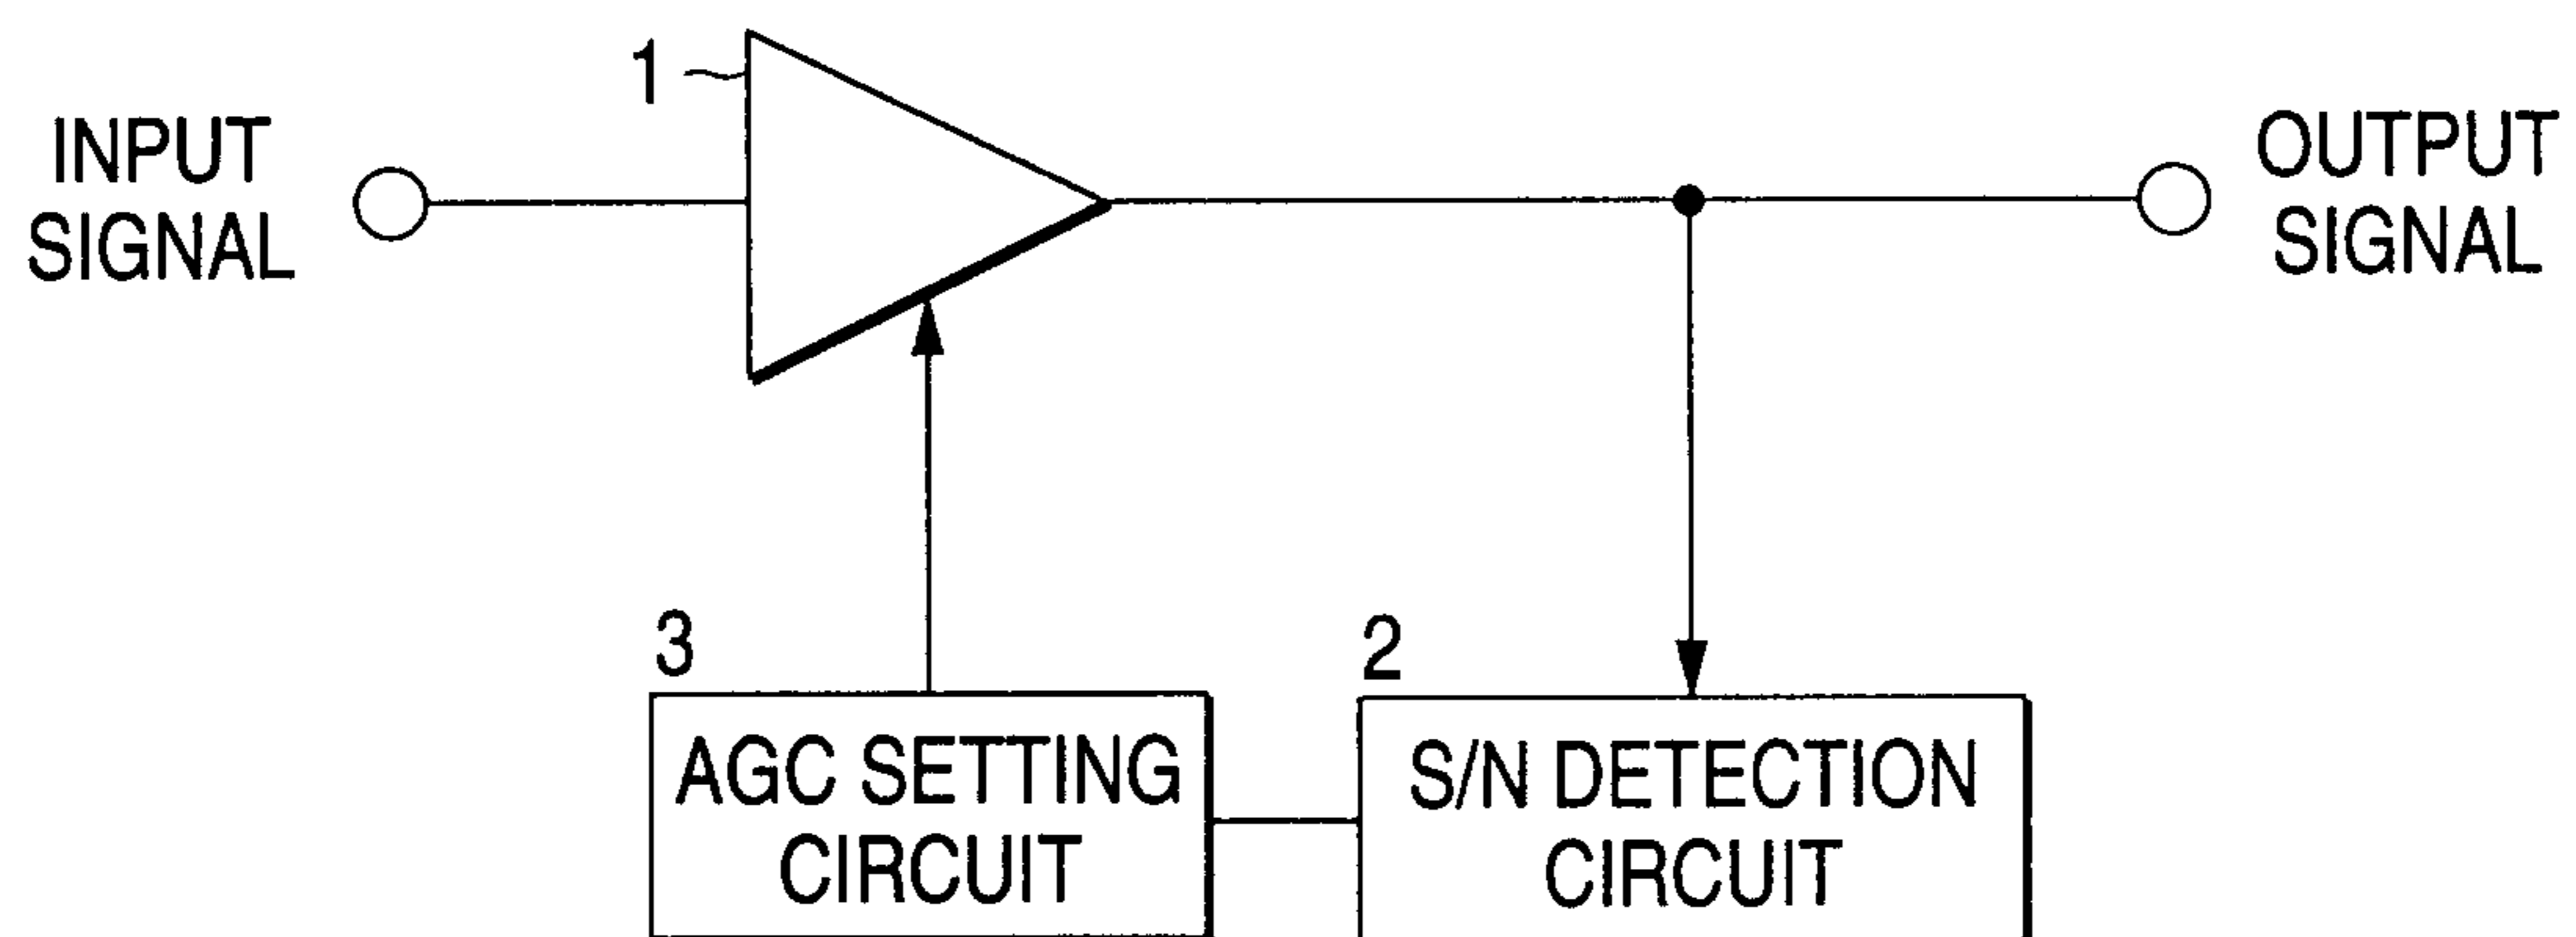 1
INPUT
SIGNAL
OUTPUT
SIGNAL
3
AGC SETTING
CIRCUIT
2
S/N DETECTION
CIRCUIT